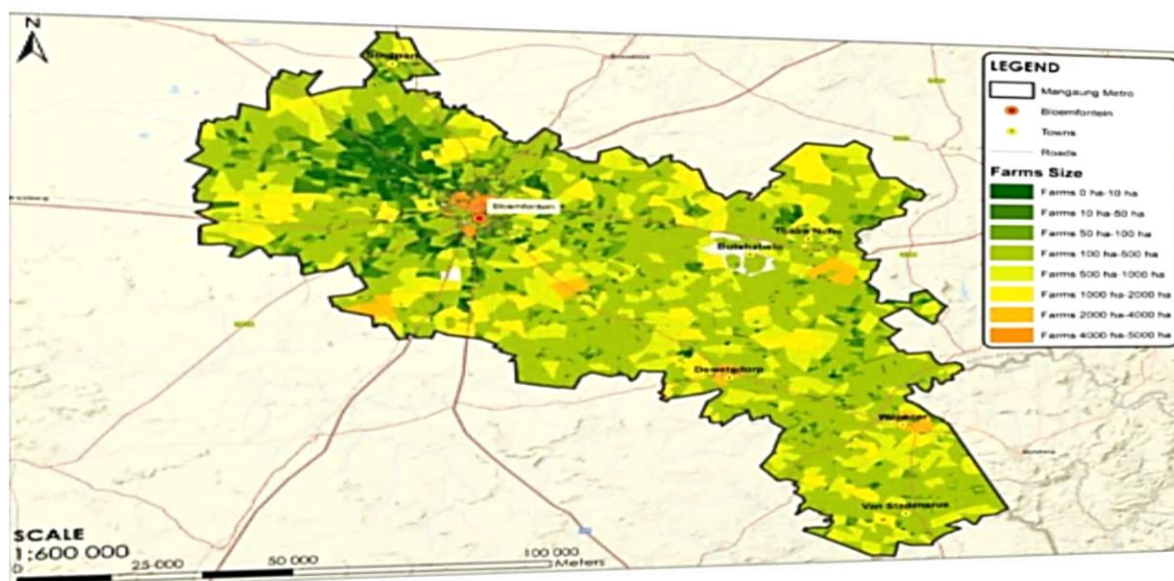 N
LEGEND
Mangaung Metro
Bloemfontein
Towns
Roads
Farms Size
Farms 0 ha-10 ha
Farms 10 ha-50 ha
Farms 50 ha-100 ha
Farms 100 ha-500 ha
Farms 500 ha-1000 ha
Farms 1000 ha-2000 ha
Farms 2000 ha-4000 ha
Farms 4000 ha-5000 ha
Bloemfontein
Botshabelo
Thaba Nchu
Dewetsdorp
Wepener
Van Stadensrus
SCALE
1:600 000
0 25 000 50 000 100 000
Meters